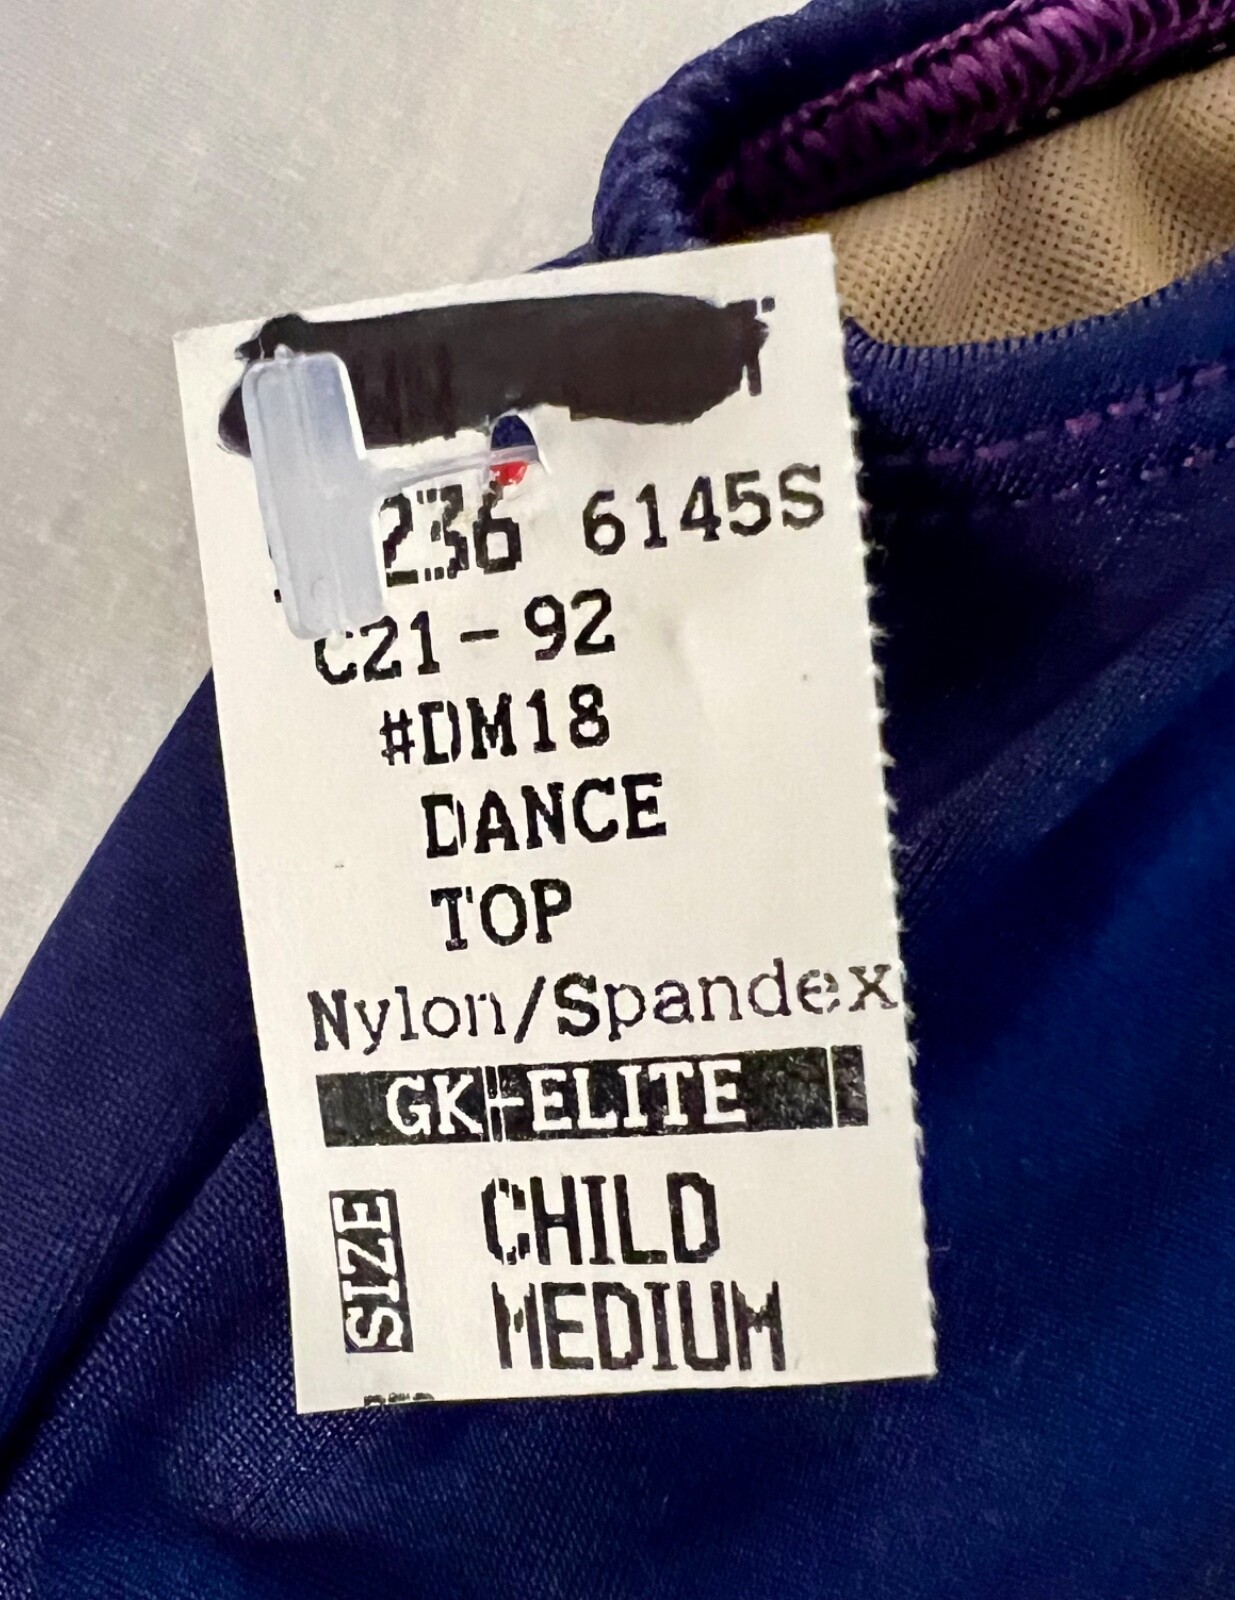 236 6145S
C21-92
#DM18
DANCE
TOP
Nylon/Spandex
GK-ELITE
SIZE
CHILD
MEDIUM